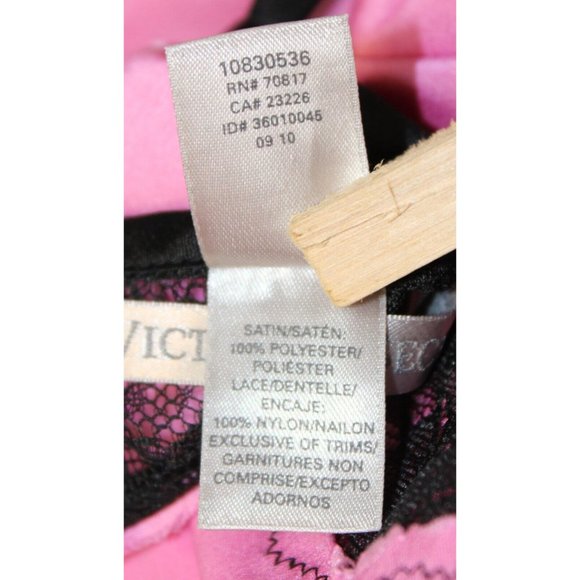 10830536
RN# 70817
CA# 23226
ID# 36010045
09 10
VICT
EC
SATIN/SATÉN:
100% POLYESTER/
POLIÉSTER
LACE/DENTELLE/
ENCAJE:
100% NYLON/NAILON
EXCLUSIVE OF TRIMS/
GARNITURES NON
COMPRISE/EXCEPTO
ADORNOS